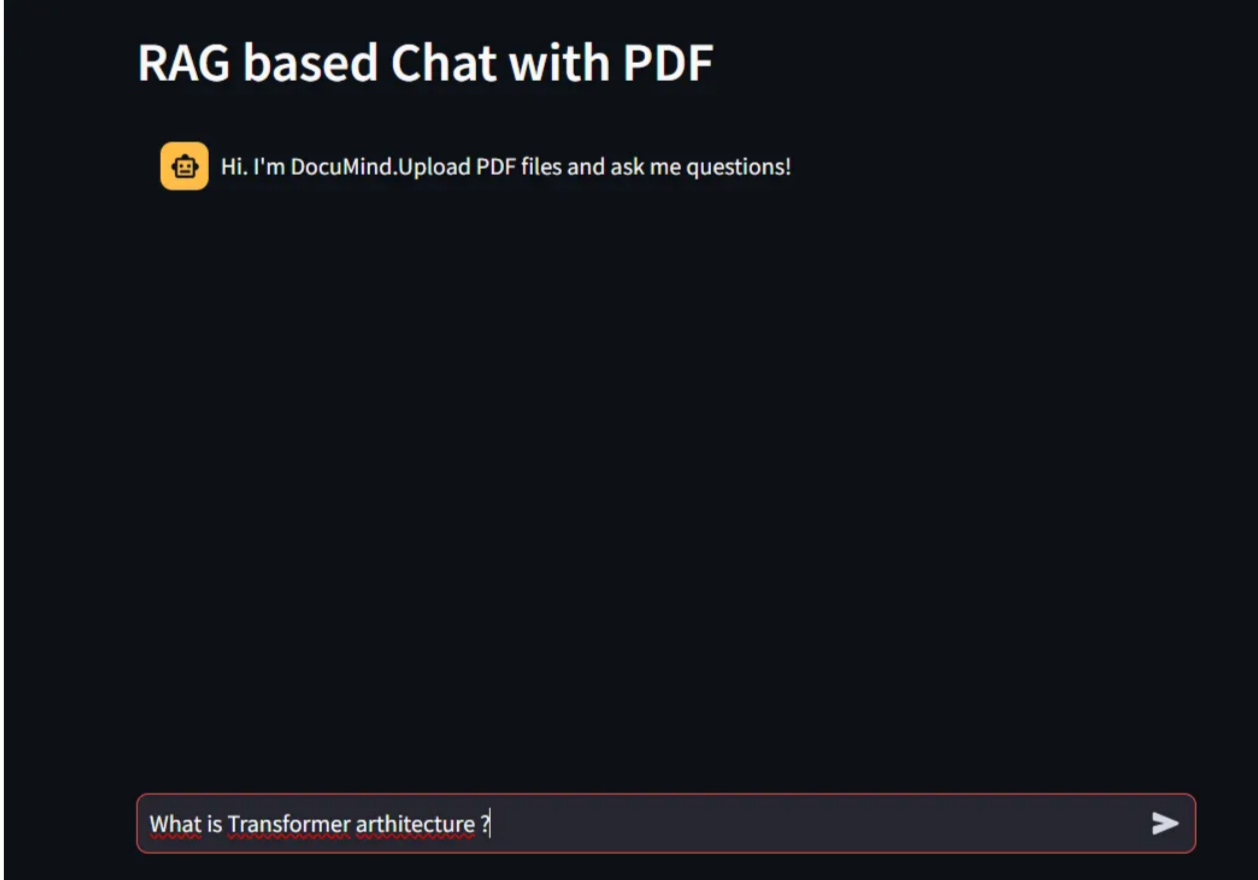 RAG based Chat with PDF
Hi. I'm DocuMind.Upload PDF files and ask me questions!
What is Transformer arthitecture ?